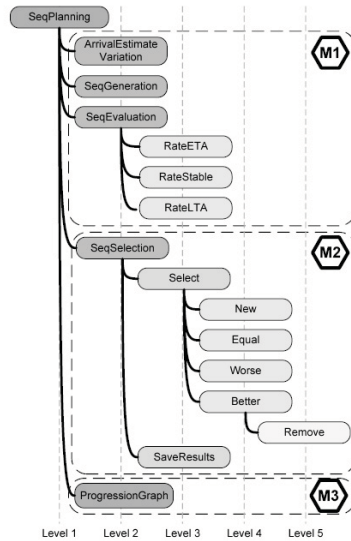 SeqPlanning
ArrivalEstimate
Variation
M1
SeqGeneration
SeqEvaluation
RateETA
RateStable
RateLTA
SeqSelection
M2
Select
New
Equal
Worse
Better
Remove
SaveResults
ProgressionGraph
M3
Level 1 Level 2 Level 3 Level 4 Level 5